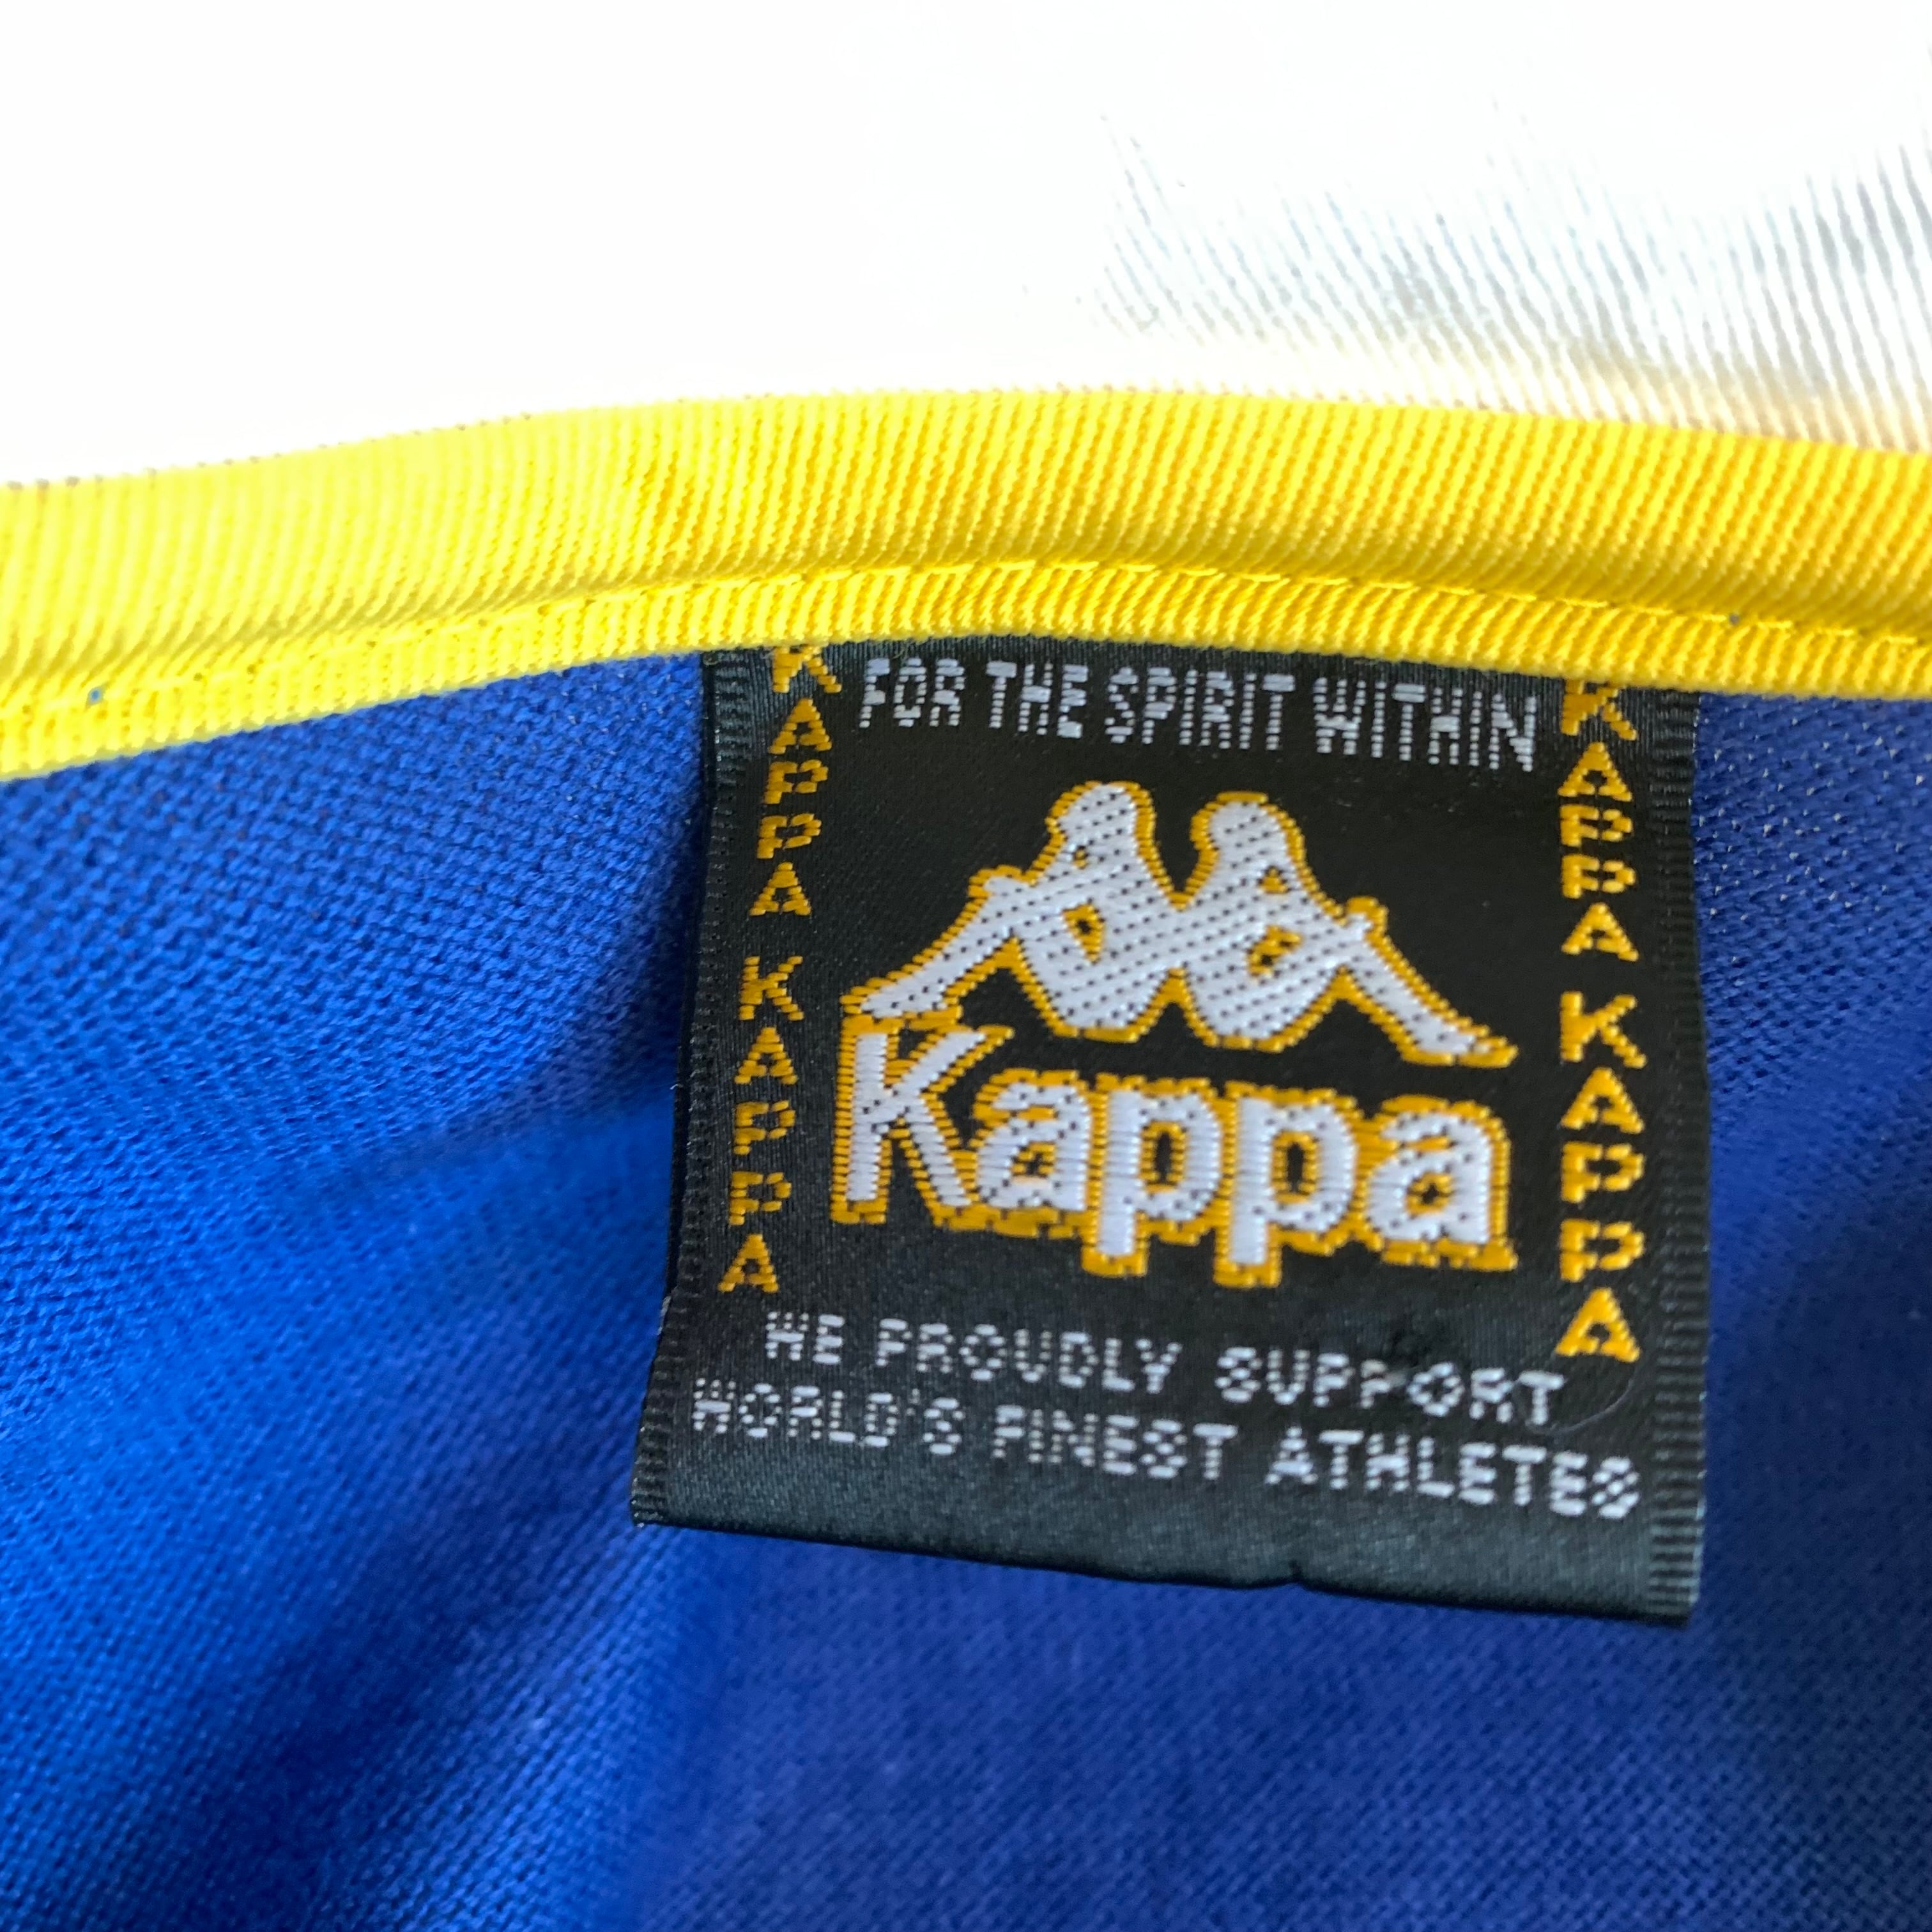 FOR THE SPIRIT WITHIN
KAPPA KAPPA
Kappa
KAPPA KAPPA
WE PROUDLY SUPPORT
WORLD'S FINEST ATHLETES